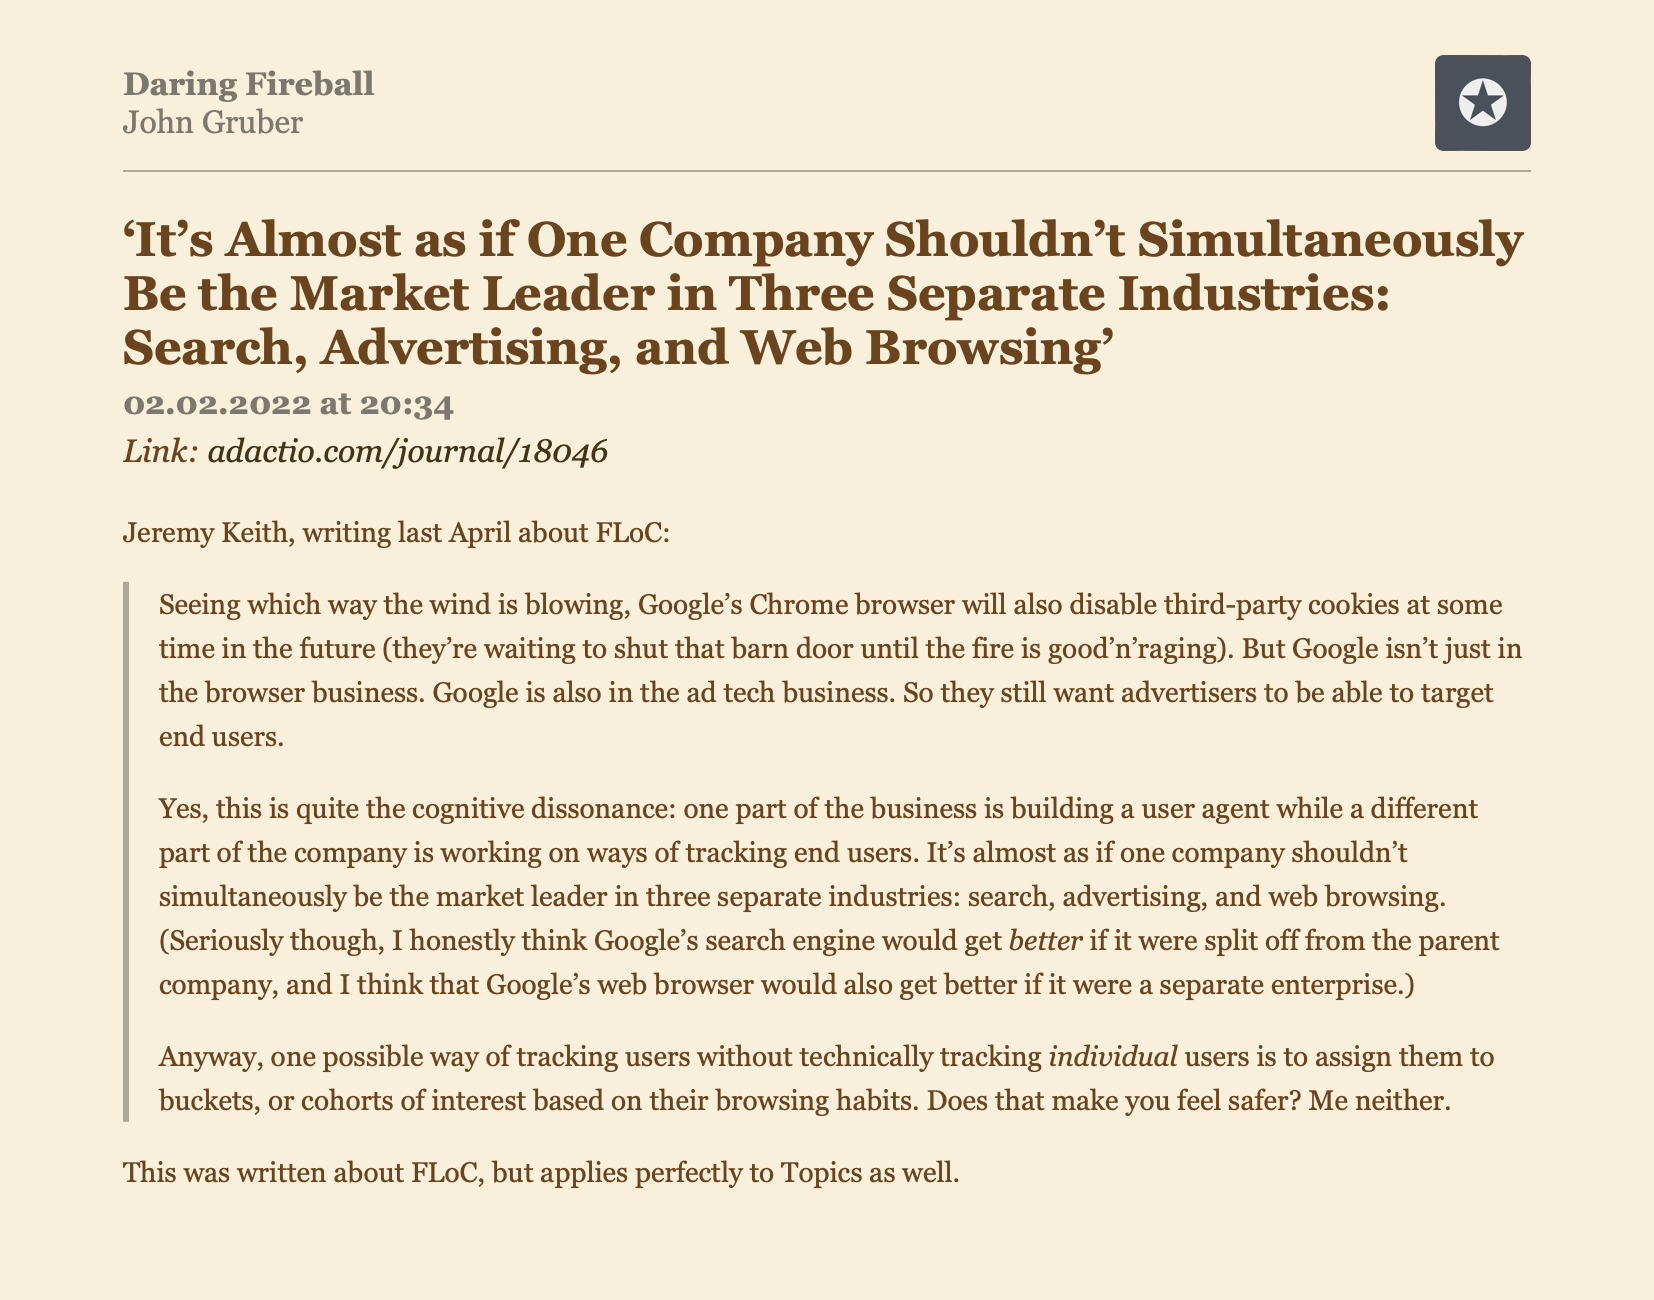 Daring Fireball
John Gruber
‘It’s Almost as if One Company Shouldn’t Simultaneously
Be the Market Leader in Three Separate Industries:
Search, Advertising, and Web Browsing’
02.02.2022 at 20:34
Link: adactio.com/journal/18046
Jeremy Keith, writing last April about FLoC:
Seeing which way the wind is blowing, Google’s Chrome browser will also disable third-party cookies at some
time in the future (they’re waiting to shut that barn door until the fire is good’n’raging). But Google isn’t just in
the browser business. Google is also in the ad tech business. So they still want advertisers to be able to target
end users.
Yes, this is quite the cognitive dissonance: one part of the business is building a user agent while a different
part of the company is working on ways of tracking end users. It’s almost as if one company shouldn’t
simultaneously be the market leader in three separate industries: search, advertising, and web browsing.
(Seriously though, I honestly think Google’s search engine would get better if it were split off from the parent
company, and I think that Google’s web browser would also get better if it were a separate enterprise.)
Anyway, one possible way of tracking users without technically tracking individual users is to assign them to
buckets, or cohorts of interest based on their browsing habits. Does that make you feel safer? Me neither.
This was written about FLoC, but applies perfectly to Topics as well.